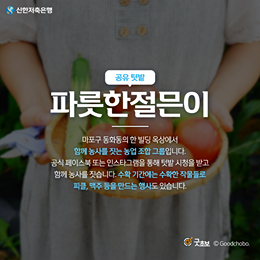 신한저축은행
공유 텃밭
파릇한절믄이
마포구 동화동의 한 빌딩 옥상에서
함께 농사를 짓는 농업 조합 그룹입니다.
공식 페이스북 또는 인스타그램을 통해 텃밭 시청을 받고
함께 농사를 짓습니다. 수확 기간에는 수확한 작물들로
피클, 맥주 등을 만드는 행사도 있습니다.
굿초보
© Goodchobo.